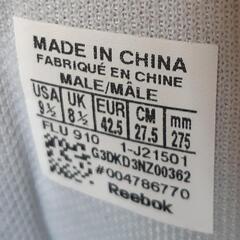 MADE IN CHINA
FABRIQUÉ EN CHINE
MALE/MÂLE
USA UK EUR CM mm
9½ 8½ 42.5 27.5 275
FLU 910 1-J21501
G3DKD3NZ00362
#004786770
Reebok